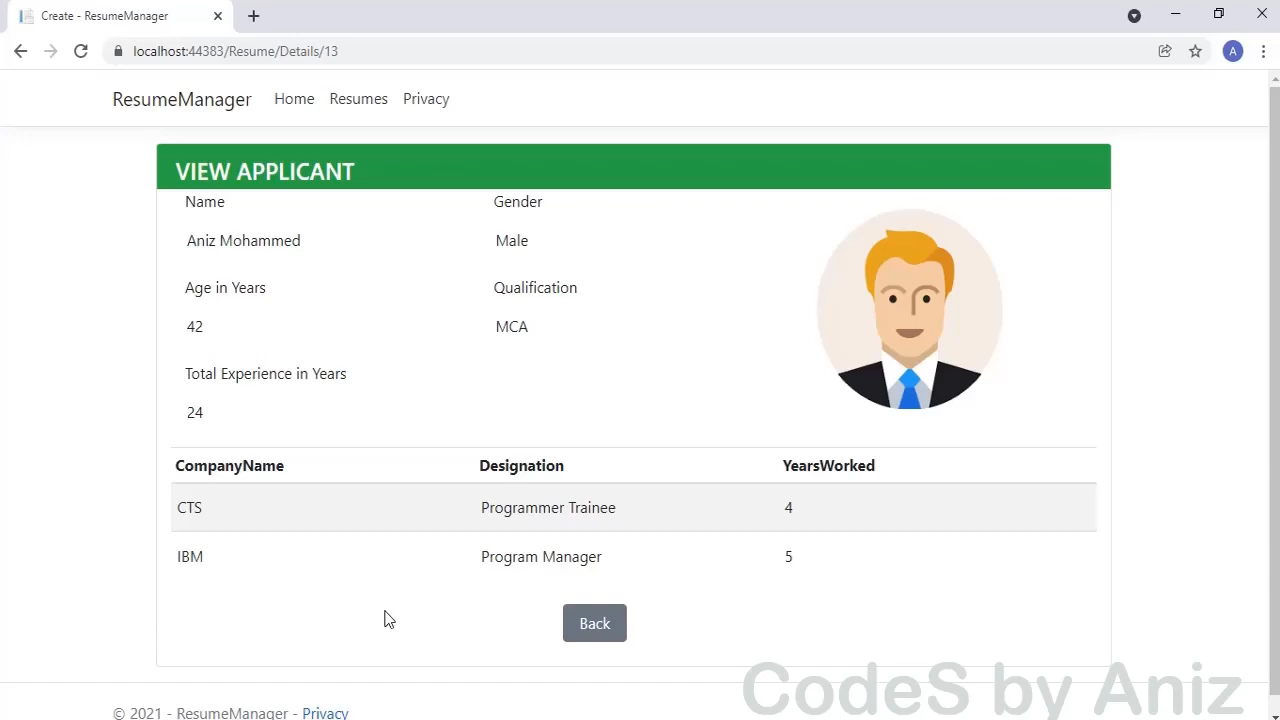 Create - ResumeManager
localhost:44383/Resume/Details/13
A
ResumeManager Home Resumes Privacy
VIEW APPLICANT
Name Gender
Aniz Mohammed Male
Age in Years Qualification
42 MCA
Total Experience in Years
24
CompanyName Designation YearsWorked
CTS Programmer Trainee 4
IBM Program Manager 5
Back
CodeS by Aniz
© 2021 - ResumeManager - Privacy